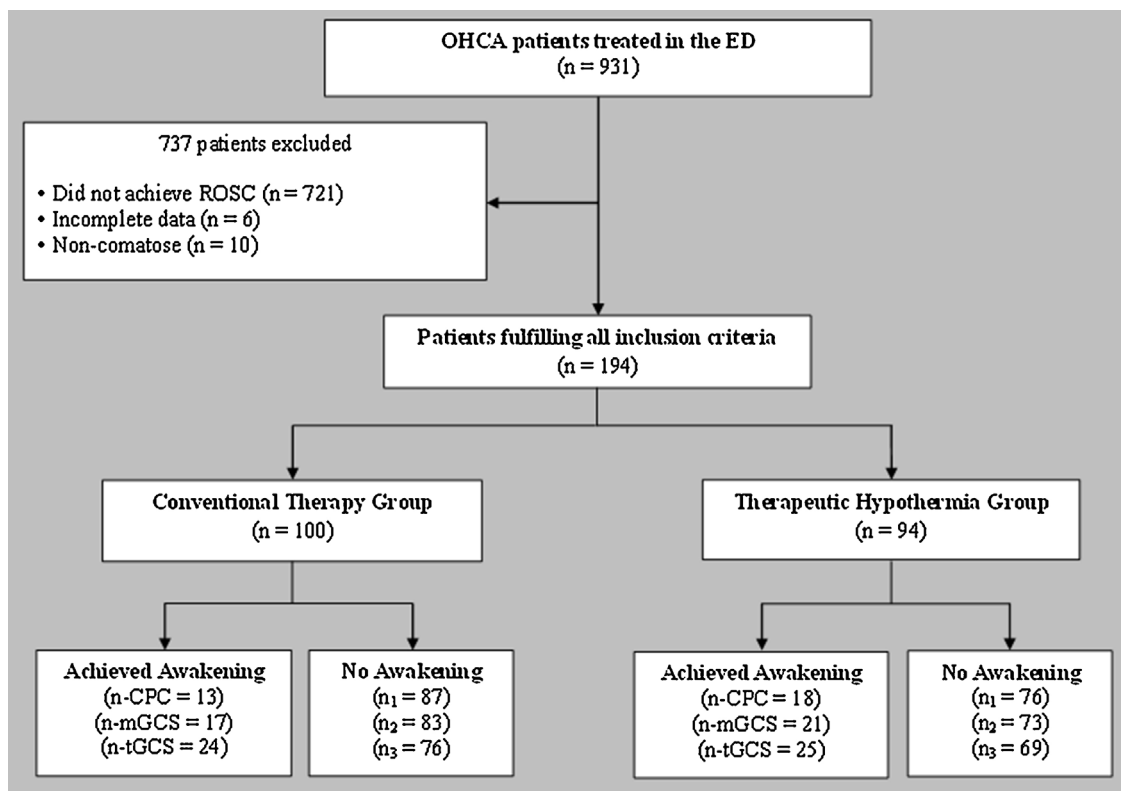 OHCA patients treated in the ED
(n = 931)
737 patients excluded
• Did not achieve ROSC (n = 721)
• Incomplete data (n = 6)
• Non-comatose (n = 10)
Patients fulfilling all inclusion criteria
(n = 194)
Conventional Therapy Group
(n = 100)
Therapeutic Hypothermia Group
(n = 94)
Achieved Awakening
(n-CPC = 13)
(n-mGCS = 17)
(n-tGCS = 24)
No Awakening
(n₁ = 87)
(n₂ = 83)
(n₃ = 76)
Achieved Awakening
(n-CPC = 18)
(n-mGCS = 21)
(n-tGCS = 25)
No Awakening
(n₁ = 76)
(n₂ = 73)
(n₃ = 69)